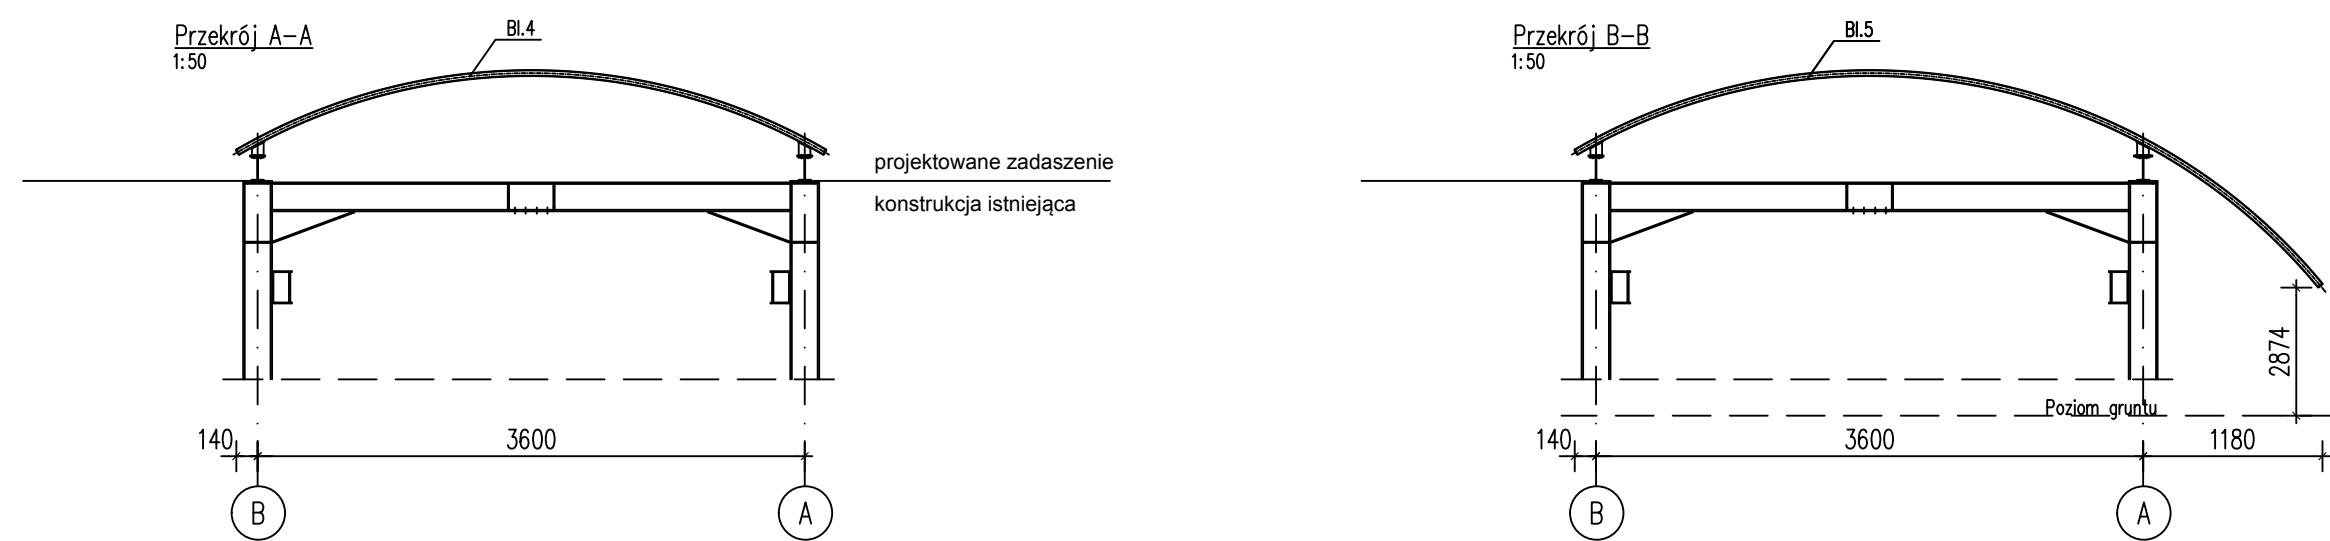 Przekrój A-A
1:50
Bl.4
projektowane zadaszenie
konstrukcja istniejąca
140
3600
B
A
Przekrój B-B
1:50
Bl.5
2874
Poziom gruntu
140
3600
1180
B
A